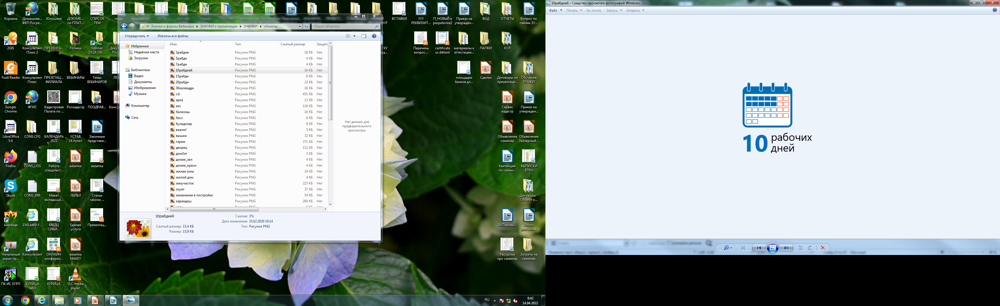 Корзина
Домашняя...
ФКП Росре...
Юношева
ДОКУМЕ...
по ПЛАТ...
СПИСОК
ТЕМ
2GIS
Консультант
Плюс 2
ПРЕЗЕНТА...
Ролики
Vebinar
(10.24.143....
Foxit Reader
Консультант
Плюс
ПРЕЗЕТАЦ...
ФИЛИАЛА
ВЕБИНАРЫ
Темы
ВЕБИНАРОВ
Google
Chrome
ФГИС
Кадастровая
Палата по ...
Роскадастр
ПОЗДРАВ...
LibreOffice
5.4
CONS.CFG
КАЛЕНДАРЬ
2022
УСТАВ
14.пункт
Законные
представи...
Firefox
CONS_LOG
Работа
спецалист...
визитка
визитка
Skype
CONS_ERR
Макет
вкладыша...
ЛЕЙБЛ
Статьи
закона ...
миранда
1541ed09-f...
МВДЦ
СИБИ...
Единая
услуга
Презентац...
Начальный
экран пр...
Консультант
ОНЛАЙН
конферен...
визитка
МАКЕТ
ПК ИС ЕГРП
КУРИЦА
табл
КУРИЦА
VLC media
player
« Значки и формы Вебинара ▸ ЗНАЧКИ к презентации ▸ ЗНАЧКИ ▸ объекты
Поиск: объекты
Упорядочить
Извлечь все файлы
Избранное
Недавние места
Загрузки
Библиотеки
Видео
Документы
Изображения
Музыка
Компьютер
Сеть
Имя Тип Сжатый размер Защита
3рабдня Рисунок PNG 16 КБ Нет
5рабдн Рисунок PNG 4 КБ Нет
7рабдн Рисунок PNG 4 КБ Нет
10рабдней Рисунок PNG 16 КБ Нет
15рабдн Рисунок PNG 6 КБ Нет
20рабдн Рисунок PNG 23 КБ Нет
30календдн Рисунок PNG 16 КБ Нет
cd Рисунок PNG 451 КБ Нет
арка Рисунок PNG 12 КБ Нет
аэс Рисунок PNG 116 КБ Нет
балконы Рисунок PNG 16 КБ Нет
басс Рисунок PNG 6 КБ Нет
бульдозер Рисунок PNG 8 КБ Нет
важно! Рисунок PNG 5 КБ Нет
вышка Рисунок PNG 32 КБ Нет
гараж Рисунок PNG 271 КБ Нет
дворец Рисунок PNG 111 КБ Нет
дом3эт Рисунок PNG 3 КБ Нет
домик_зел Рисунок PNG 4 КБ Нет
домик_красн Рисунок PNG 4 КБ Нет
жилая зона Рисунок PNG 24 КБ Нет
жилой дом Рисунок PNG 4 КБ Нет
земучасток Рисунок PNG 215 КБ Нет
зоуит Рисунок PNG 37 КБ Нет
изменения в постройке Рисунок PNG 54 КБ Нет
карандаш Рисунок PNG 200 КБ Нет
Нет данных для
предварительного
просмотра.
10рабдней
Сжатый размер: 15,4 КБ
Размер: 15,9 КБ
Сжатие: 3%
Дата изменения: 25.02.2020 10:14
Тип: Рисунок PNG
ВСТАВКИ
!!!!!!
РЕКВИЗИТ...
П_НОВЫЙ в
разработке2
Приказ на
утвержден...
ФХД
ОТЧЕТЫ
Вопрос по
связям ЗУ...
Перечень
вопрос...
certificate
ur.diktant
материалы к
аттестации...
ПАПКИ
КСР
площадки
банков дл...
Сделки
Договоры на
презентаци...
Обучение
ЭТАЖИ
Сервис
кадастр
Приказ на
утвержден...
Объявление
семинар
Объявление
Заозерный...
Квитанция
по семин...
ВЫПИСКИ
ЕГРН
Договоры -
Оборот о...
АКТирова...
Анонс
рассылка
Рассылка
про семинар
Затраты на
семинар
RU
8:42
14.04.2022
10рабдней - Средство просмотра фотографий Windows
Файл Печать Эл. почта Запись Открыть
10 рабочих
дней